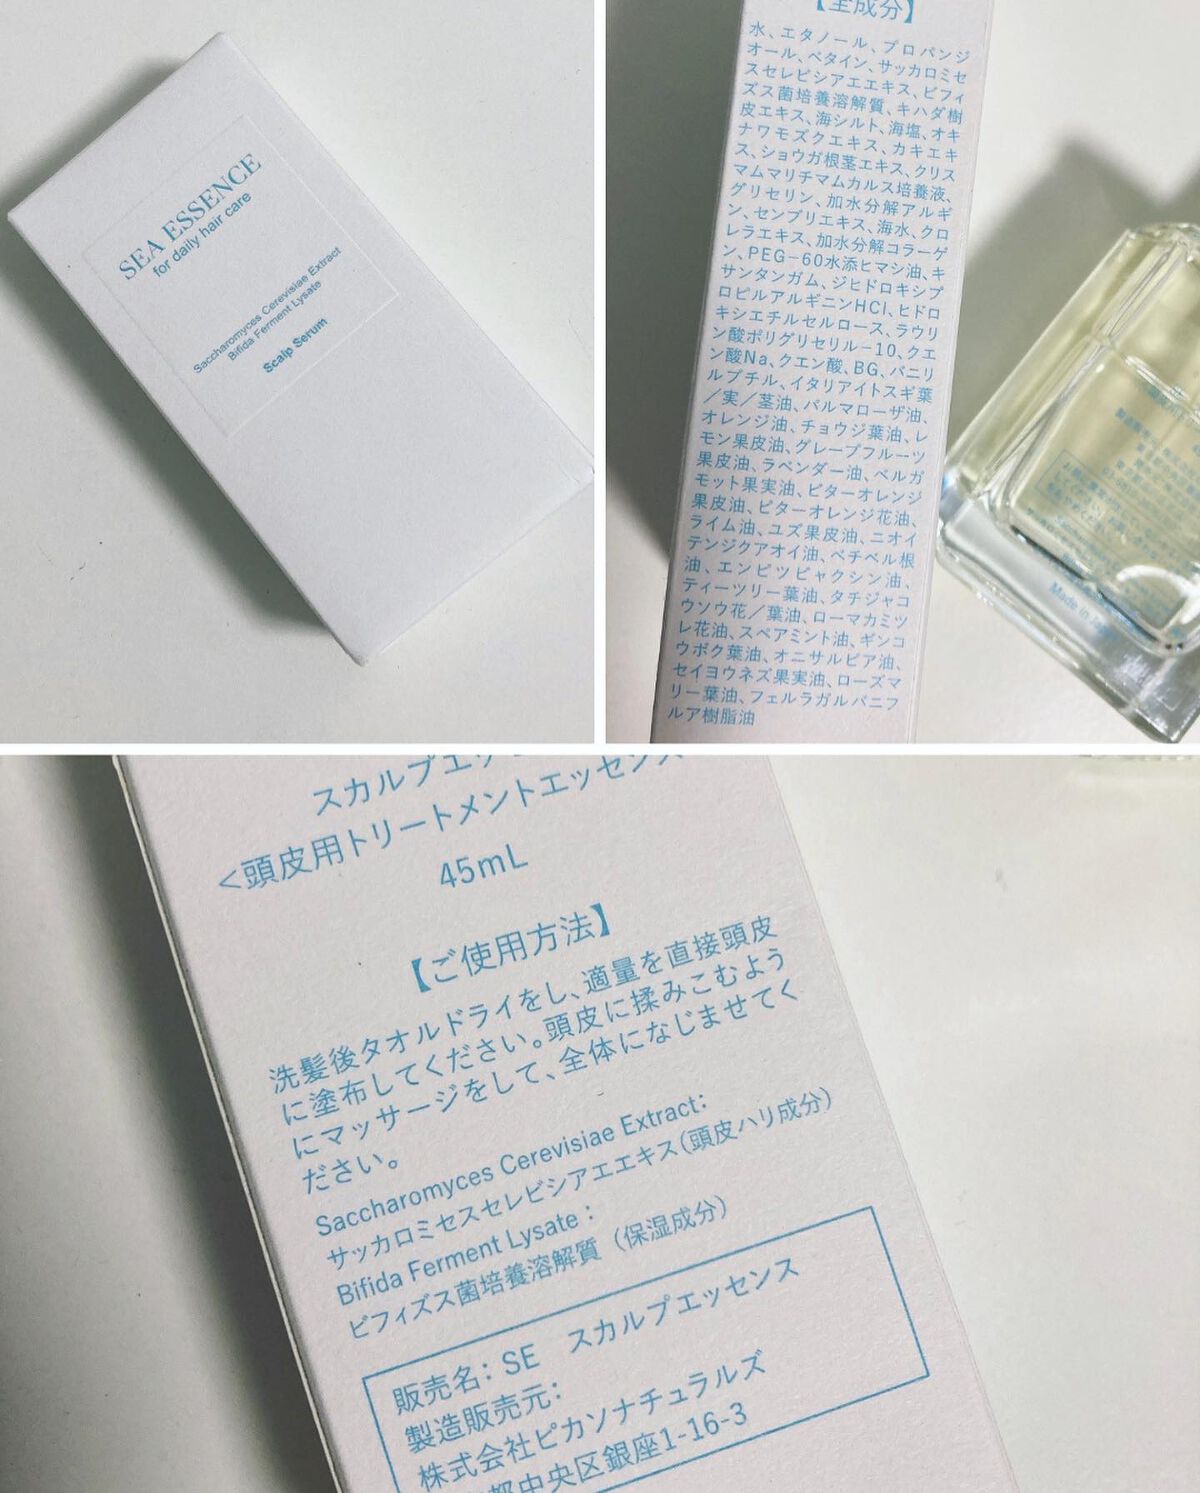 SEA ESSENCE
for daily hair care
Saccharomyces Cerevisiae Extract
Bifida Ferment Lysate
Scalp Serum
【全成分】
水、エタノール、プロパンジ
オール、ベタイン、サッカロミセ
スセレビシアエエキス、ビフィ
ズス菌培養溶解質、キハダ樹
皮エキス、海シルト、海塩、オキ
ナワモズクエキス、カキエキ
ス、ショウガ根茎エキス、クリス
マムマリチマムカルス培養液、
グリセリン、加水分解アルギ
ン、センブリエキス、海水、クロ
レラエキス、加水分解コラーゲ
ン、PEG-60水添ヒマシ油、キ
サンタンガム、ジヒドロキシプ
ロピルアルギニンHCl、ヒドロ
キシエチルセルロース、ラウリ
ン酸ポリグリセリル-10、クエ
ン酸Na、クエン酸、BG、バニリ
ルブチル、イタリアイトスギ葉
/実/茎油、パルマローザ油、
オレンジ油、チョウジ葉油、レ
モン果皮油、グレープフルーツ
果皮油、ラベンダー油、ベルガ
モット果実油、ビターオレンジ
果皮油、ビターオレンジ花油、
ライム油、ユズ果皮油、ニオイ
テンジクアオイ油、ベチベル根
油、エンピツビャクシン油、
ティーツリー葉油、タチジャコ
ウソウ花/葉油、ローマカミツ
レ花油、スペアミント油、ギンコ
ウボク葉油、オニサルビア油、
セイヨウネズ果実油、ローズマ
リー葉油、フェルラガルバニフ
ルア樹脂油
Made in
スカルプエッ
<頭皮用トリートメントエッセンス
45mL
【ご使用方法】
洗髪後タオルドライをし、適量を直接頭皮
に塗布してください。頭皮に揉みこむよう
にマッサージをして、全体になじませてく
ださい。
Saccharomyces Cerevisiae Extract:
サッカロミセスセレビシアエエキス(頭皮ハリ成分)
Bifida Ferment Lysate:
ビフィズス菌培養溶解質(保湿成分)
販売名:SE スカルプエッセンス
製造販売元:
株式会社ピカソナチュラルズ
都中央区銀座1-16-3